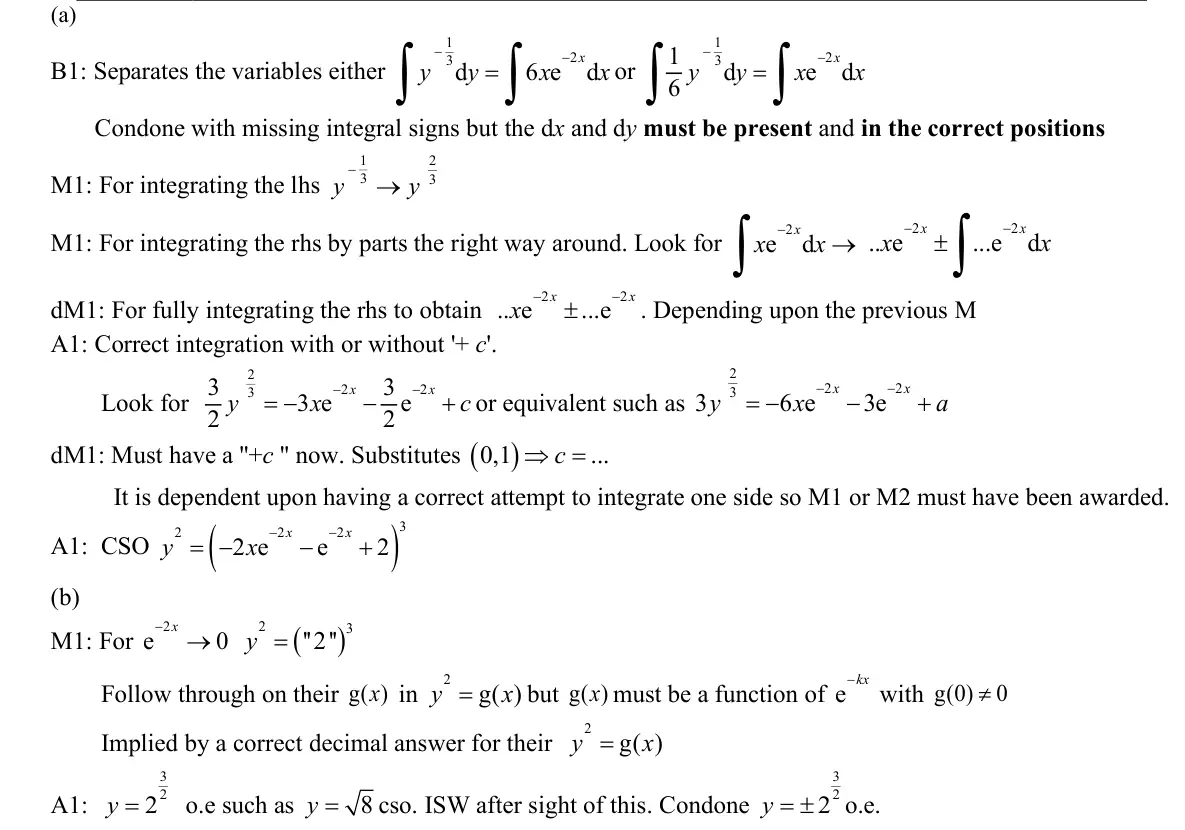 (a)
B1: Separates the variables either ∫ y^(-1/3) dy = ∫ 6xe^(−2x) dx or ∫ (1/6) y^(-1/3) dy = ∫ xe^(−2x) dx
Condone with missing integral signs but the dx and dy must be present and in the correct positions
M1: For integrating the lhs y^(-1/3) → y^(2/3)
M1: For integrating the rhs by parts the right way around. Look for ∫ xe^(−2x) dx → ..xe^(−2x) ± ∫ ...e^(−2x) dx
dM1: For fully integrating the rhs to obtain ..xe^(−2x) ± ...e^(−2x) . Depending upon the previous M
A1: Correct integration with or without '+ c'.
Look for (3/2) y^(2/3) = −3xe^(−2x) − (3/2) e^(−2x) + c or equivalent such as 3y^(2/3) = −6xe^(−2x) − 3e^(−2x) + a
dM1: Must have a "+c " now. Substitutes (0,1) ⇒ c = ...
It is dependent upon having a correct attempt to integrate one side so M1 or M2 must have been awarded.
A1: CSO y^2 = (−2xe^(−2x) − e^(−2x) + 2)^3
(b)
M1: For e^(−2x) → 0 y^2 = ("2")^3
Follow through on their g(x) in y^2 = g(x) but g(x) must be a function of e^(−kx) with g(0) ≠ 0
Implied by a correct decimal answer for their y^2 = g(x)
A1: y = 2^(3/2) o.e such as y = √8 cso. ISW after sight of this. Condone y = ±2^(3/2) o.e.